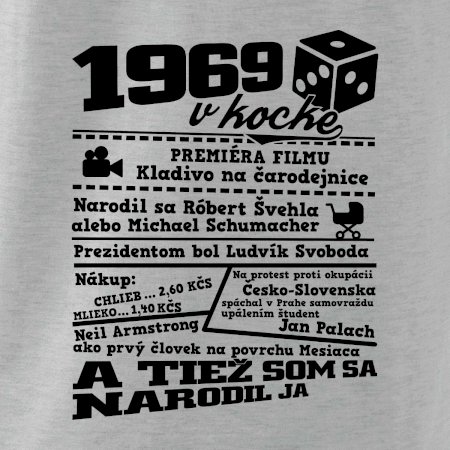 1969
v kocke
PREMIÉRA FILMU
Kladivo na čarodejnice
Narodil sa Róbert Švehla
alebo Michael Schumacher
Prezidentom bol Ludvík Svoboda
Nákup:
CHLIEB ... 2,60 KČS
MLIEKO... 1,40 KČS
Na protest proti okupácii
Česko-Slovenska
spáchal v Prahe samovraždu
upálením študent
Jan Palach
Neil Armstrong
ako prvý človek na povrchu Mesiaca
A TIEŽ SOM SA
NARODIL JA